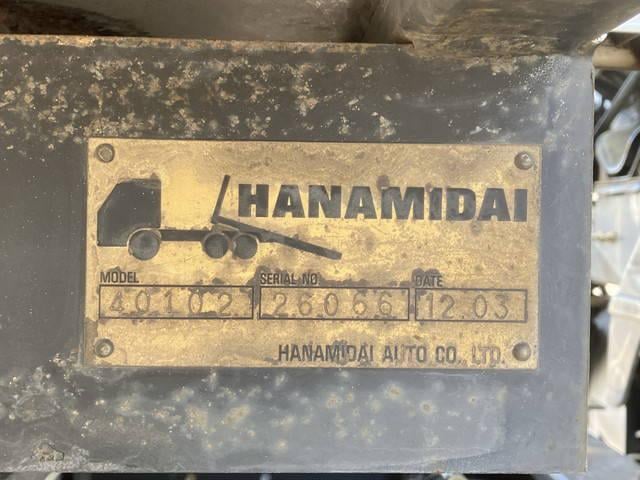 HANAMIDAI
MODEL SERIAL NO. DATE
40102 26066 12.03
HANAMIDAI AUTO CO., LTD.